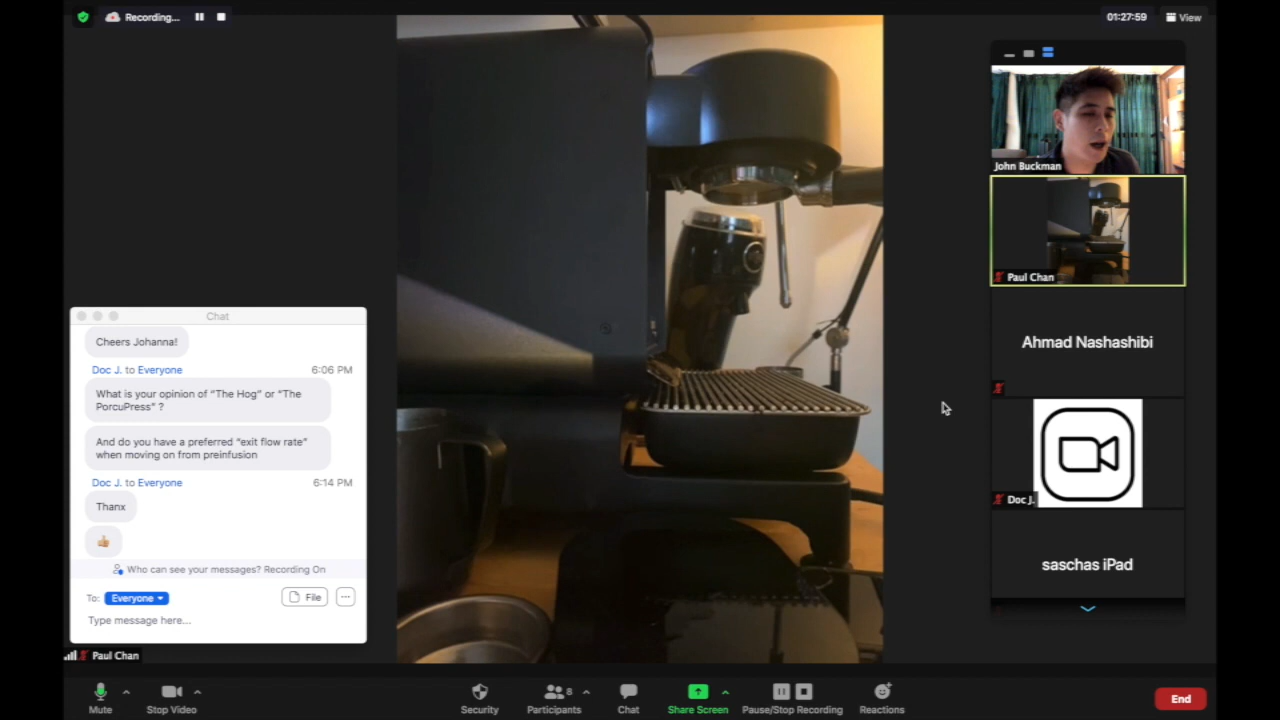 Recording...
01:27:59
View
John Buckman
Paul Chan
Ahmad Nashashibi
Doc J.
saschas iPad
Chat
Cheers Johanna!
Doc J. to Everyone 6:06 PM
What is your opinion of “The Hog” or “The
PorcuPress” ?
And do you have a preferred “exit flow rate”
when moving on from preinfusion
Doc J. to Everyone 6:14 PM
Thanx
Who can see your messages? Recording On
To: Everyone
File
Type message here...
Paul Chan
Mute
Stop Video
Security
Participants
8
Chat
Share Screen
Pause/Stop Recording
Reactions
End